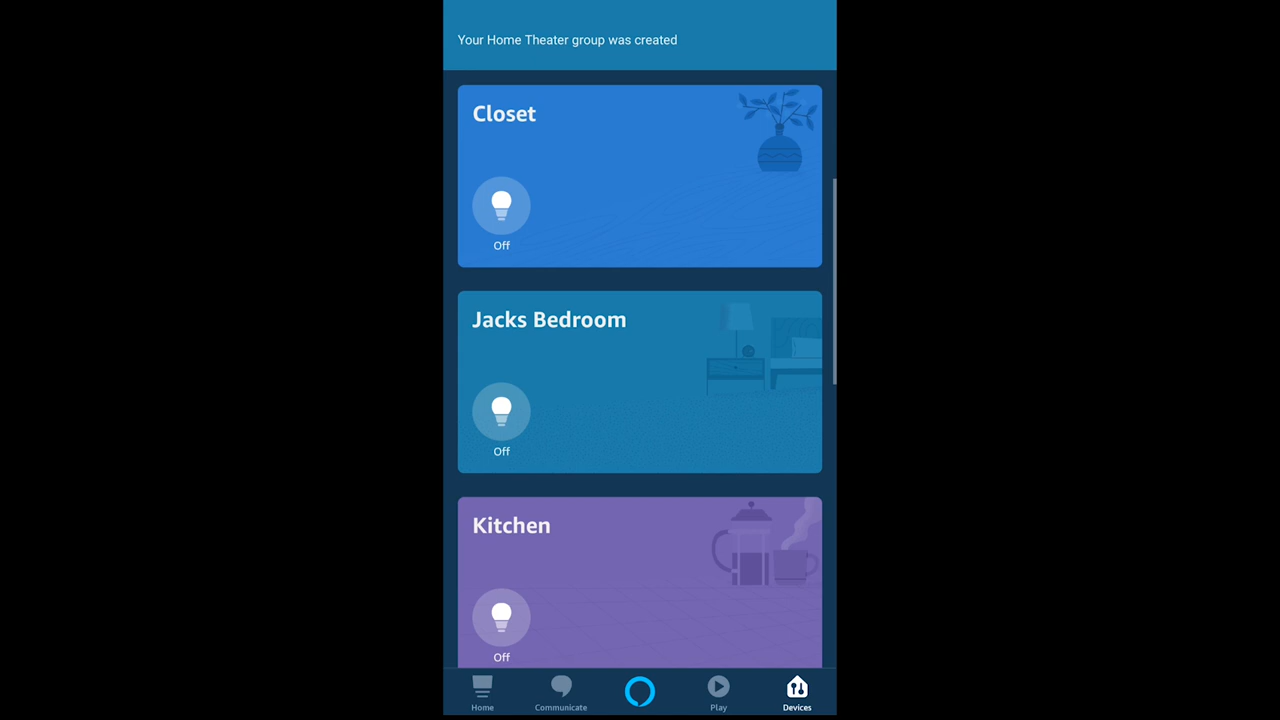 Your Home Theater group was created
Closet
Off
Jacks Bedroom
Off
Kitchen
Off
Home
Communicate
Play
Devices